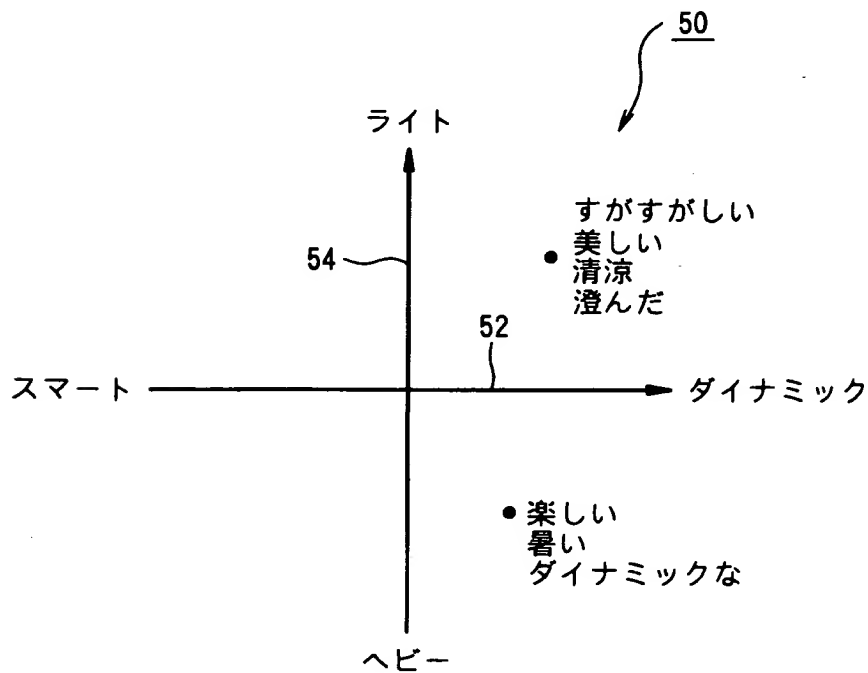 50
ライト
すがすがしい
美しい
清涼
澄んだ
54
52
スマート
ダイナミック
楽しい
暑い
ダイナミックな
ヘビー